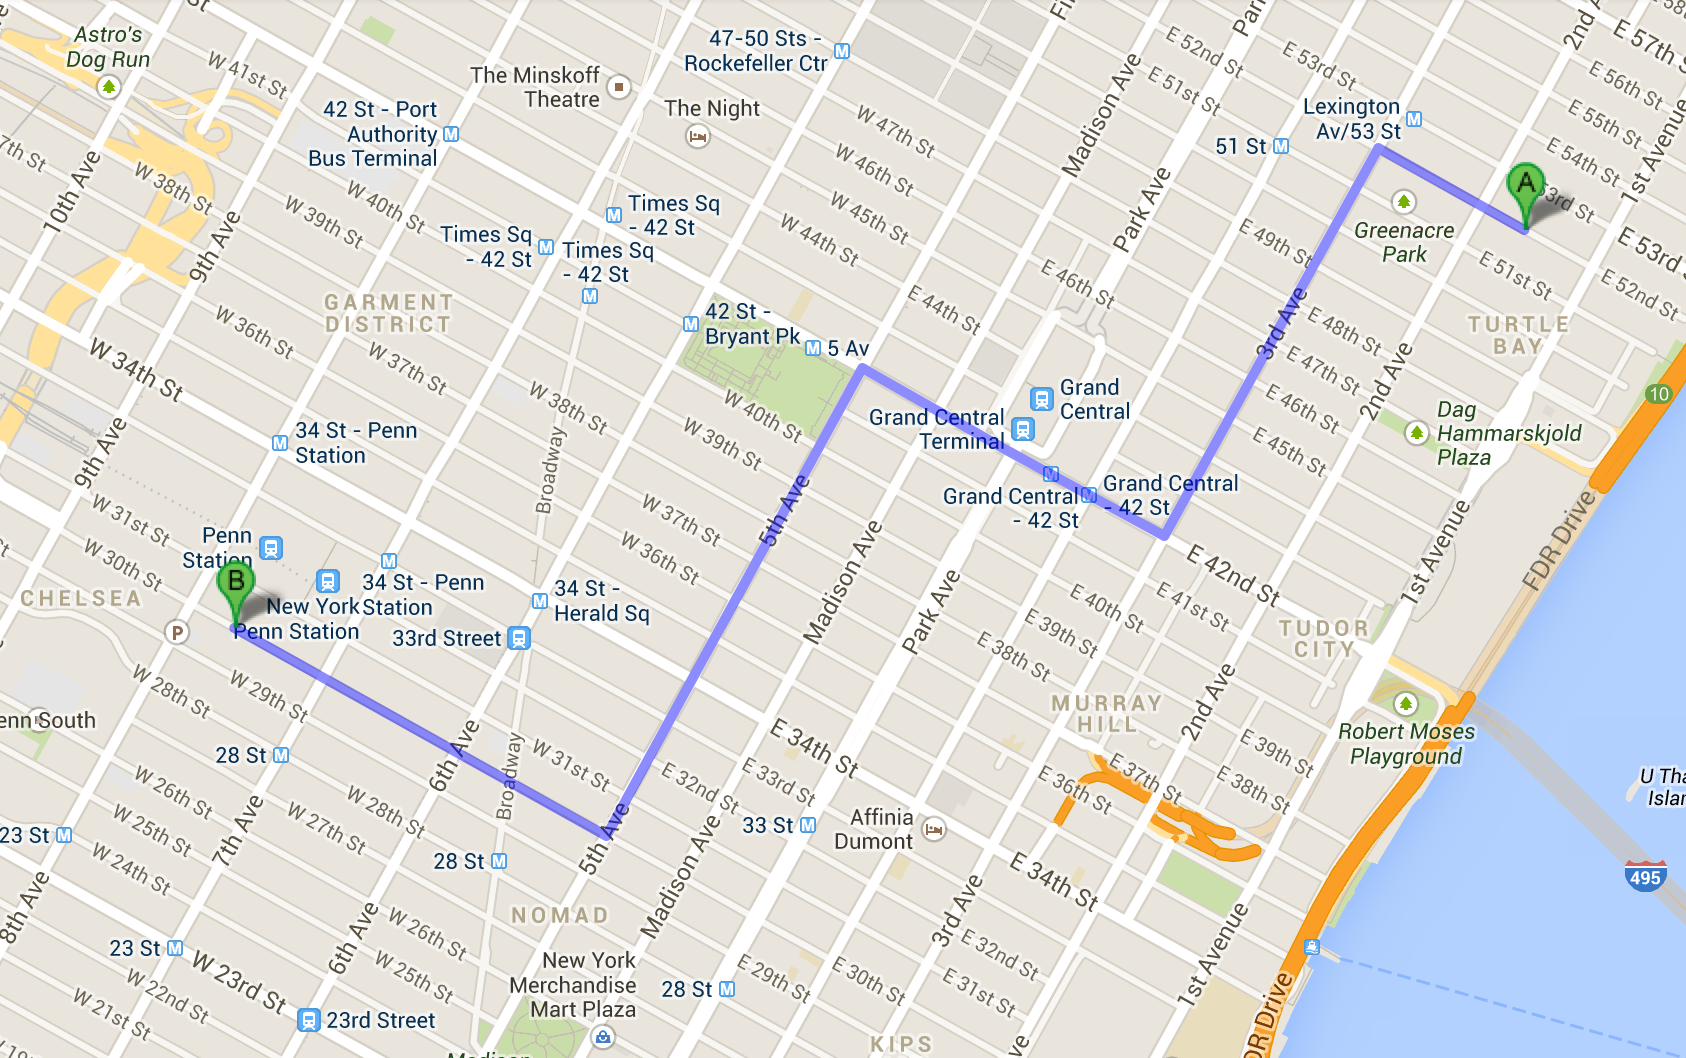 Astro's
Dog Run
W 41st St
42 St - Port
Authority
Bus Terminal
The Minskoff
Theatre
47-50 Sts -
Rockefeller Ctr
The Night
Madison Ave
E 52nd St
E 51st St
E 53rd St
51 St
Lexington
Av/53 St
2nd A
E 57th S
E 56th St
E 55th St
E 54th St
53rd St
1st Avenue
E 53rd
E 52nd St
E 51st St
A
Greenacre
Park
TURTLE
BAY
10th Ave
W 38th St
9th Ave
W 39th St
W 40th St
Times Sq
- 42 St
Times Sq
- 42 St
Times Sq
- 42 St
W 47th St
W 46th St
W 45th St
W 44th St
Park Ave
E 49th St
E 48th St
E 47th St
E 46th St
E 45th St
3rd Ave
2nd Ave
E 46th St
E 44th St
GARMENT
DISTRICT
42 St -
Bryant Pk
5 Av
W 36th St
W 37th St
W 38th St
W 34th St
W 40th St
W 39th St
Grand
Central
Grand Central
Terminal
Grand Central
- 42 St
Grand Central
- 42 St
Dag
Hammarskjold
Plaza
10
34 St - Penn
Station
9th Ave
Broadway
5th Ave
W 37th St
W 36th St
Madison Ave
Park Ave
E 42nd St
E 41st St
E 40th St
E 39th St
E 38th St
1st Avenue
FDR Drive
W 31st St
W 30th St
Penn
Station
B
New York
Penn Station
34 St - Penn
Station
34 St -
Herald Sq
33rd Street
CHELSEA
P
TUDOR
CITY
MURRAY
HILL
2nd Ave
Robert Moses
Playground
W 29th St
W 28th St
enn South
28 St
6th Ave
Broadway
W 31st St
E 34th St
E 32nd St
E 33rd St
E 39th St
E 38th St
E 37th St
E 36th St
U Tha
Islan
W 26th St
W 25th St
W 24th St
23 St
7th Ave
W 28th St
W 27th St
28 St
5th Ave
Madison Ave
33 St
Affinia
Dumont
E 34th St
3rd Ave
495
8th Ave
23 St
W 23rd St
W 22nd St
W 21st St
6th Ave
W 26th St
W 25th St
NOMAD
New York
Merchandise
Mart Plaza
28 St
E 29th St
E 30th St
E 31st St
E 32nd St
1st Avenue
DR Drive
23rd Street
KIPS